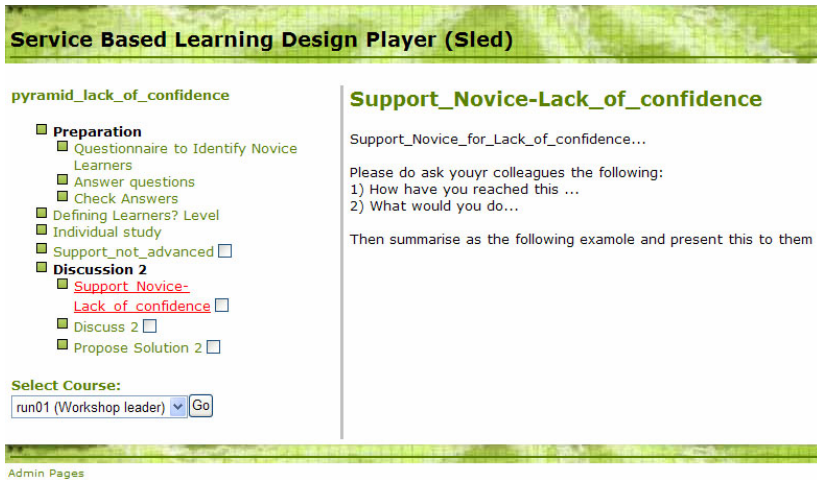 Service Based Learning Design Player (Sled)
pyramid_lack_of_confidence
Preparation
Questionnaire to Identify Novice
Learners
Answer questions
Check Answers
Defining Learners? Level
Individual study
Support_not_advanced
Discussion 2
Support_Novice-
Lack_of_confidence
Discuss 2
Propose Solution 2
Select Course:
run01 (Workshop leader) Go
Support_Novice-Lack_of_confidence
Support_Novice_for_Lack_of_confidence...
Please do ask youyr colleagues the following:
1) How have you reached this ...
2) What would you do...
Then summarise as the following examole and present this to them
Admin Pages